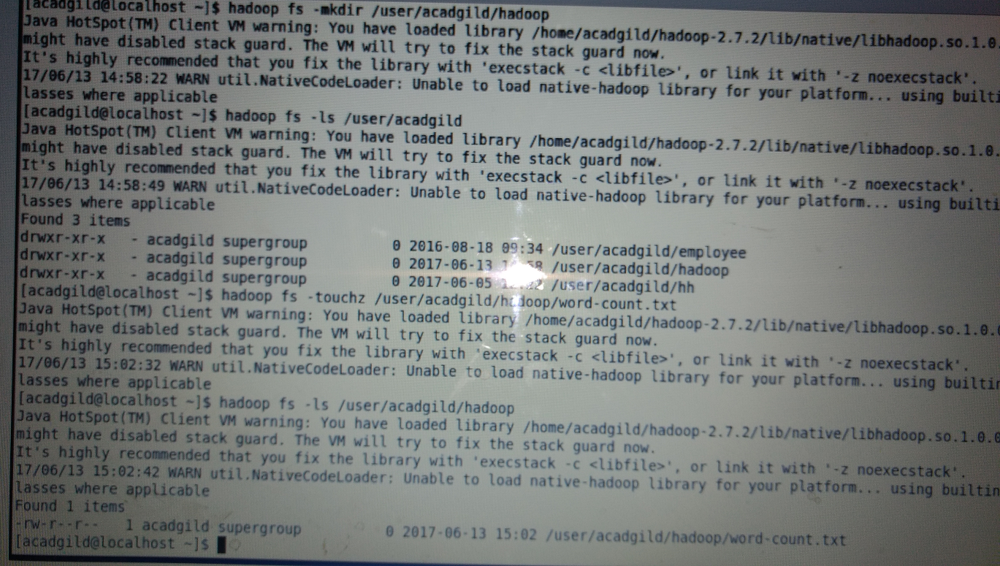 [acadgild@localhost ~]$ hadoop fs -mkdir /user/acadgild/hadoop
Java HotSpot(TM) Client VM warning: You have loaded library /home/acadgild/hadoop-2.7.2/lib/native/libhadoop.so.1.0.
might have disabled stack guard. The VM will try to fix the stack guard now.
It's highly recommended that you fix the library with 'execstack -c <libfile>', or link it with '-z noexecstack'.
17/06/13 14:58:22 WARN util.NativeCodeLoader: Unable to load native-hadoop library for your platform... using builti
lasses where applicable
[acadgild@localhost ~]$ hadoop fs -ls /user/acadgild
Java HotSpot(TM) Client VM warning: You have loaded library /home/acadgild/hadoop-2.7.2/lib/native/libhadoop.so.1.0.
might have disabled stack guard. The VM will try to fix the stack guard now.
It's highly recommended that you fix the library with 'execstack -c <libfile>', or link it with '-z noexecstack'.
17/06/13 14:58:49 WARN util.NativeCodeLoader: Unable to load native-hadoop library for your platform... using builti
lasses where applicable
Found 3 items
drwxr-xr-x - acadgild supergroup 0 2016-08-18 09:34 /user/acadgild/employee
drwxr-xr-x - acadgild supergroup 0 2017-06-13 /user/acadgild/hadoop
drwxr-xr-x - acadgild supergroup 0 2017-06-05 /user/acadgild/hh
[acadgild@localhost ~]$ hadoop fs -touchz /user/acadgild/hadoop/word-count.txt
Java HotSpot(TM) Client VM warning: You have loaded library /home/acadgild/hadoop-2.7.2/lib/native/libhadoop.so.1.0.
might have disabled stack guard. The VM will try to fix the stack guard now.
It's highly recommended that you fix the library with 'execstack -c <libfile>', or link it with '-z noexecstack'.
17/06/13 15:02:32 WARN util.NativeCodeLoader: Unable to load native-hadoop library for your platform... using builtin
lasses where applicable
[acadgild@localhost ~]$ hadoop fs -ls /user/acadgild/hadoop
Java HotSpot(TM) Client VM warning: You have loaded library /home/acadgild/hadoop-2.7.2/lib/native/libhadoop.so.1.0.0
might have disabled stack guard. The VM will try to fix the stack guard now.
It's highly recommended that you fix the library with 'execstack -c <libfile>', or link it with '-z noexecstack'.
17/06/13 15:02:42 WARN util.NativeCodeLoader: Unable to load native-hadoop library for your platform... using builtin
lasses where applicable
Found 1 items
-rw-r--r-- 1 acadgild supergroup 0 2017-06-13 15:02 /user/acadgild/hadoop/word-count.txt
[acadgild@localhost ~]$